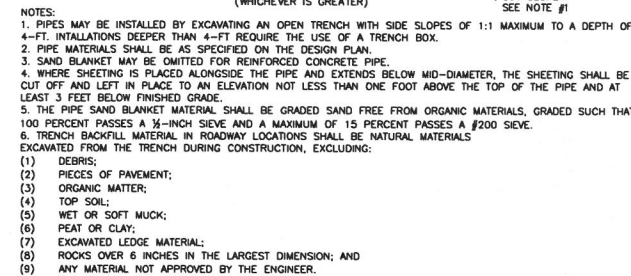 (WHICHEVER IS GREATER)
SEE NOTE #1
NOTES:
1. PIPES MAY BE INSTALLED BY EXCAVATING AN OPEN TRENCH WITH SIDE SLOPES OF 1:1 MAXIMUM TO A DEPTH OF
4-FT. INTALLATIONS DEEPER THAN 4-FT REQUIRE THE USE OF A TRENCH BOX.
2. PIPE MATERIALS SHALL BE AS SPECIFIED ON THE DESIGN PLAN.
3. SAND BLANKET MAY BE OMITTED FOR REINFORCED CONCRETE PIPE.
4. WHERE SHEETING IS PLACED ALONGSIDE THE PIPE AND EXTENDS BELOW MID-DIAMETER, THE SHEETING SHALL BE
CUT OFF AND LEFT IN PLACE TO AN ELEVATION NOT LESS THAN ONE FOOT ABOVE THE TOP OF THE PIPE AND AT
LEAST 3 FEET BELOW FINISHED GRADE.
5. THE PIPE SAND BLANKET MATERIAL SHALL BE GRADED SAND FREE FROM ORGANIC MATERIALS, GRADED SUCH THAT
100 PERCENT PASSES A ½-INCH SIEVE AND A MAXIMUM OF 15 PERCENT PASSES A #200 SIEVE.
6. TRENCH BACKFILL MATERIAL IN ROADWAY LOCATIONS SHALL BE NATURAL MATERIALS
EXCAVATED FROM THE TRENCH DURING CONSTRUCTION, EXCLUDING:
(1) DEBRIS;
(2) PIECES OF PAVEMENT;
(3) ORGANIC MATTER;
(4) TOP SOIL;
(5) WET OR SOFT MUCK;
(6) PEAT OR CLAY;
(7) EXCAVATED LEDGE MATERIAL;
(8) ROCKS OVER 6 INCHES IN THE LARGEST DIMENSION; AND
(9) ANY MATERIAL NOT APPROVED BY THE ENGINEER.